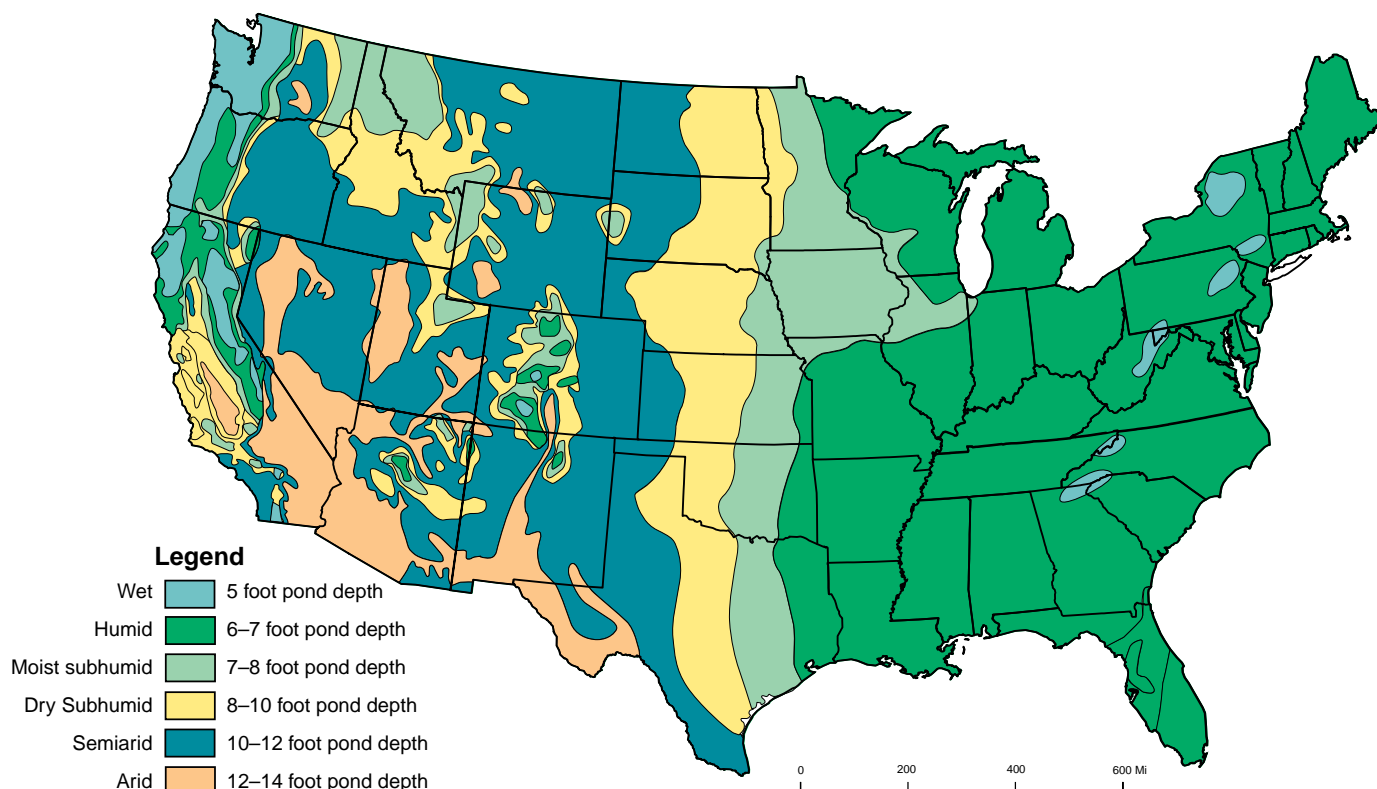 Legend
Wet 5 foot pond depth
Humid 6–7 foot pond depth
Moist subhumid 7–8 foot pond depth
Dry Subhumid 8–10 foot pond depth
Semiarid 10–12 foot pond depth
Arid 12–14 foot pond depth
0 200 400 600 Mi